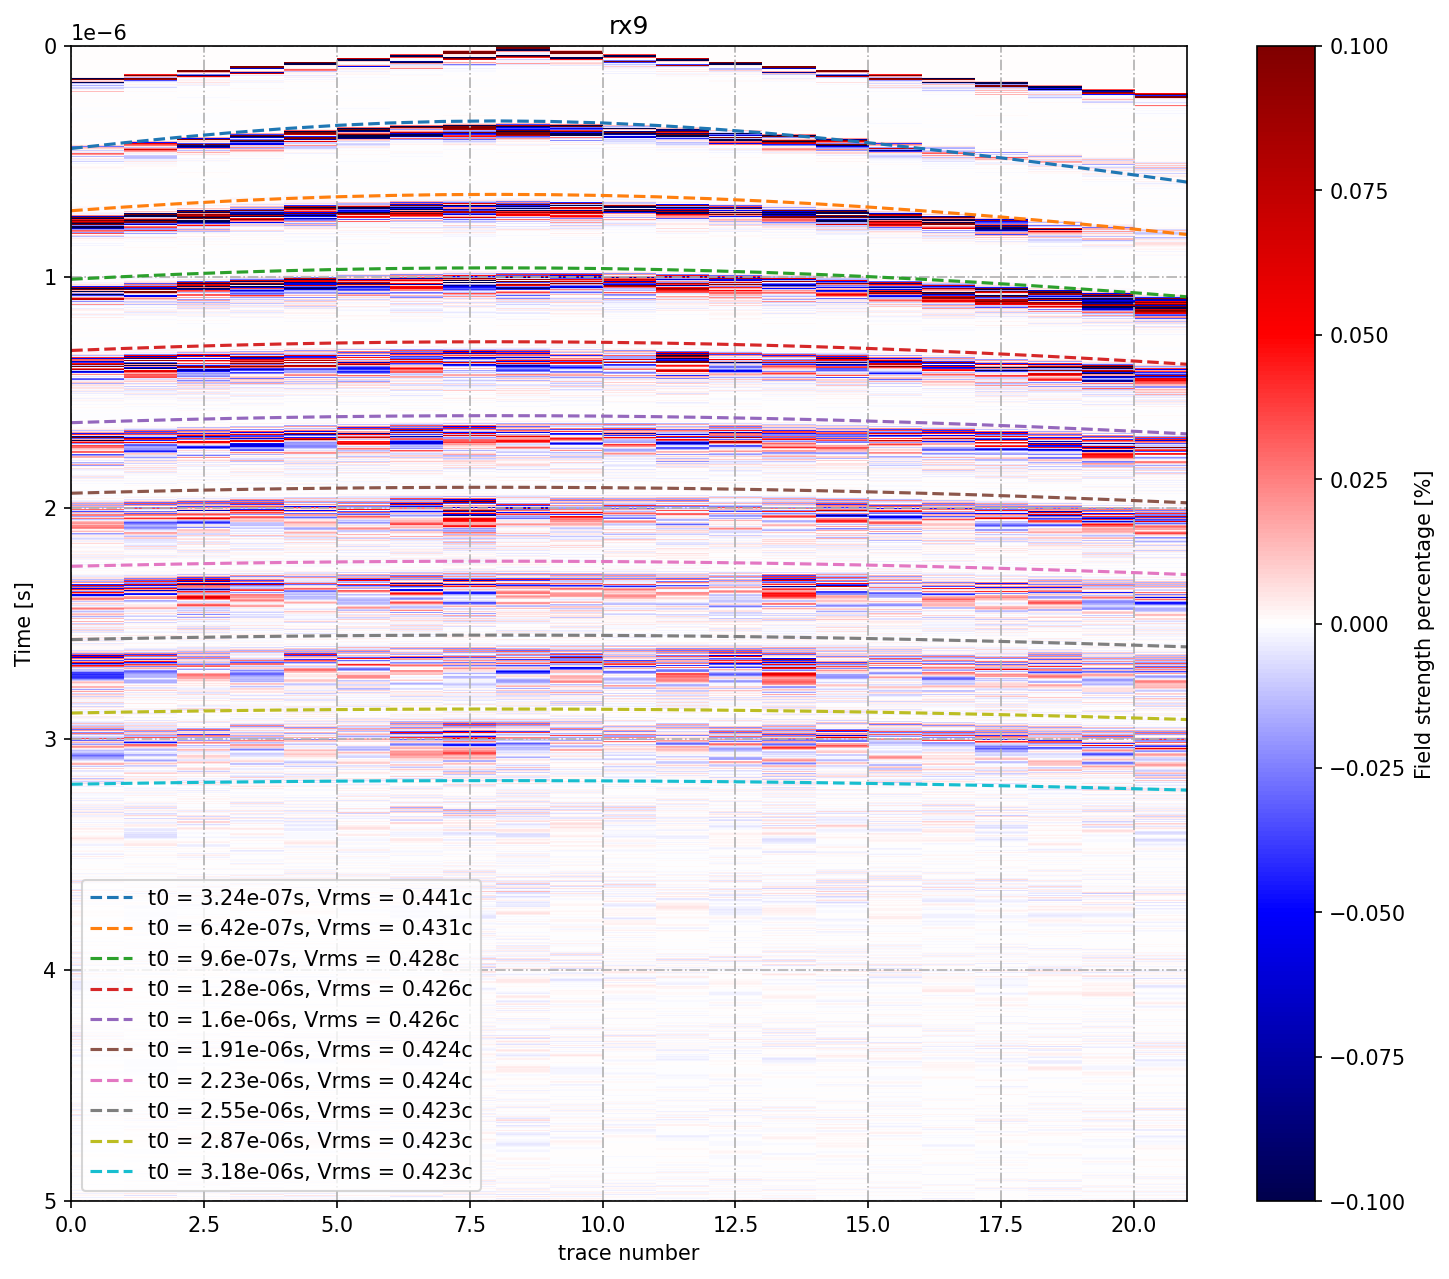 rx9
1e−6
0
1
2
3
4
5
Time [s]
0.0
2.5
5.0
7.5
10.0
12.5
15.0
17.5
20.0
trace number
t0 = 3.24e-07s, Vrms = 0.441c
t0 = 6.42e-07s, Vrms = 0.431c
t0 = 9.6e-07s, Vrms = 0.428c
t0 = 1.28e-06s, Vrms = 0.426c
t0 = 1.6e-06s, Vrms = 0.426c
t0 = 1.91e-06s, Vrms = 0.424c
t0 = 2.23e-06s, Vrms = 0.424c
t0 = 2.55e-06s, Vrms = 0.423c
t0 = 2.87e-06s, Vrms = 0.423c
t0 = 3.18e-06s, Vrms = 0.423c
0.100
0.075
0.050
0.025
0.000
−0.025
−0.050
−0.075
−0.100
Field strength percentage [%]